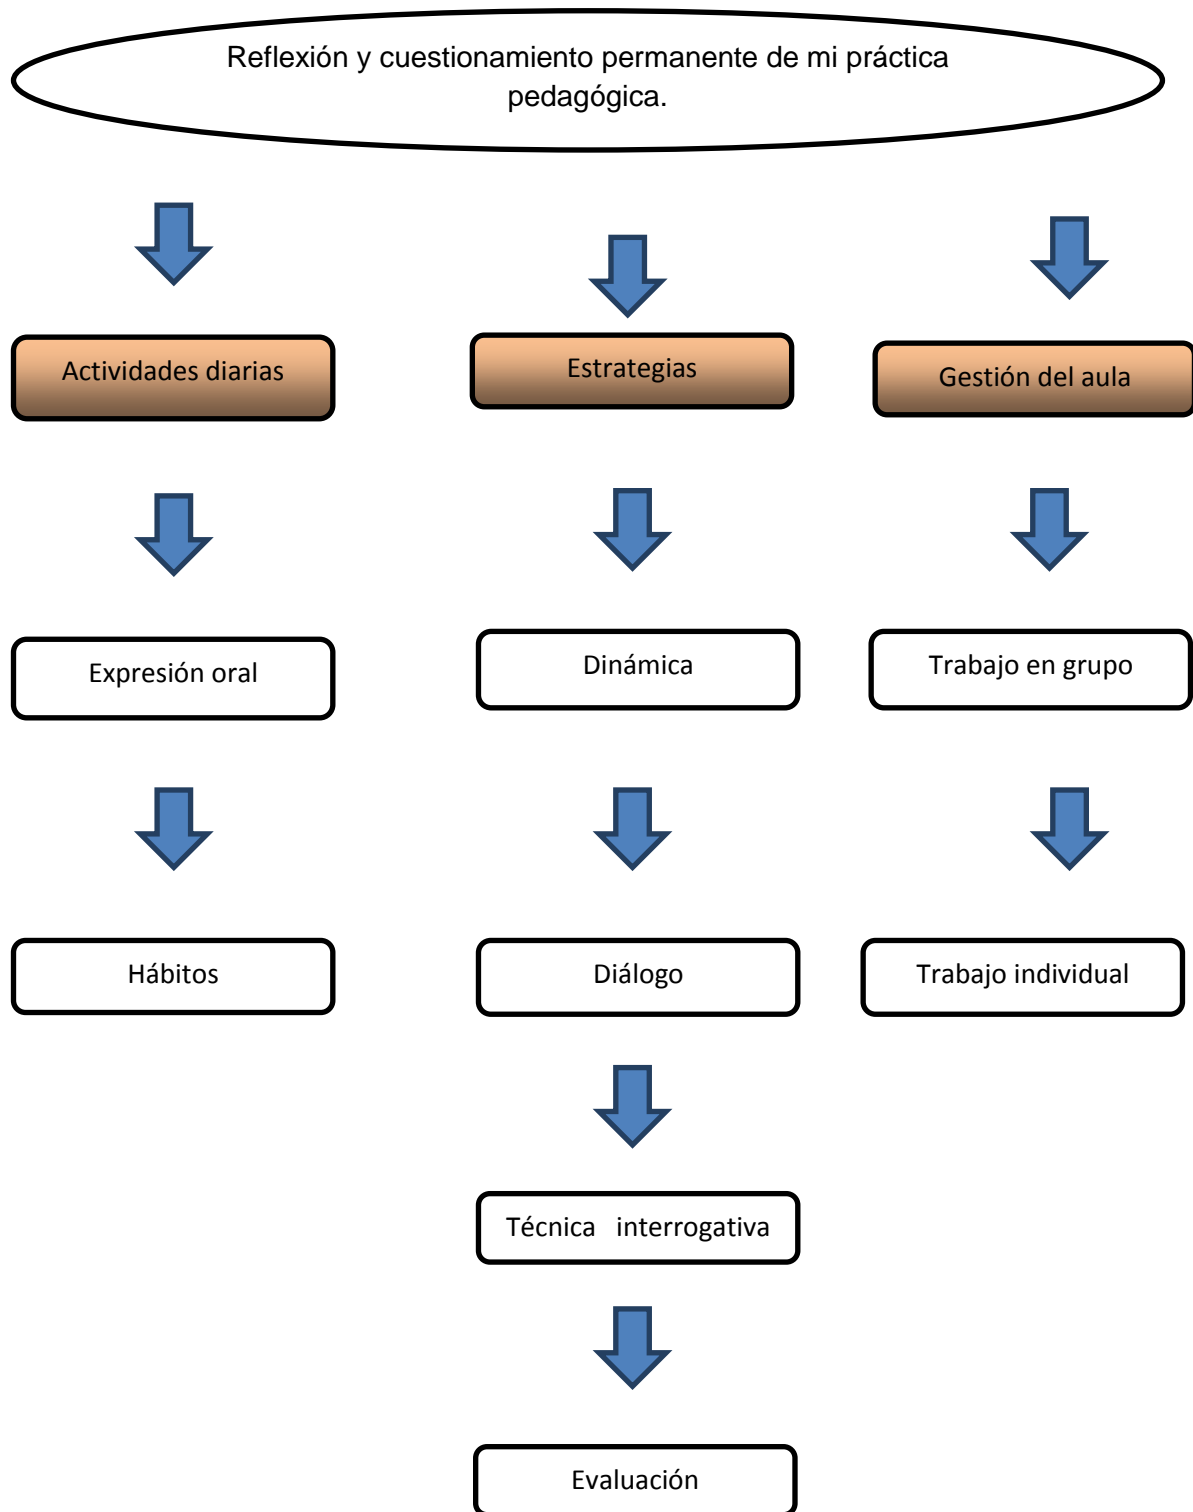 Reflexión y cuestionamiento permanente de mi práctica
pedagógica.
Actividades diarias
Estrategias
Gestión del aula
Expresión oral
Dinámica
Trabajo en grupo
Hábitos
Diálogo
Trabajo individual
Técnica interrogativa
Evaluación